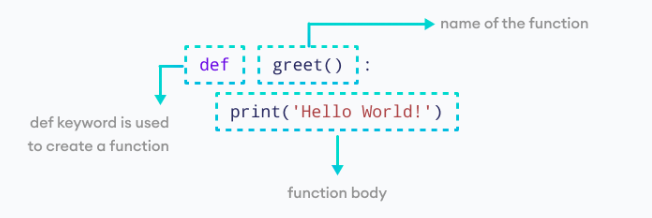 name of the function
def greet() :
print('Hello World!')
def keyword is used
to create a function
function body